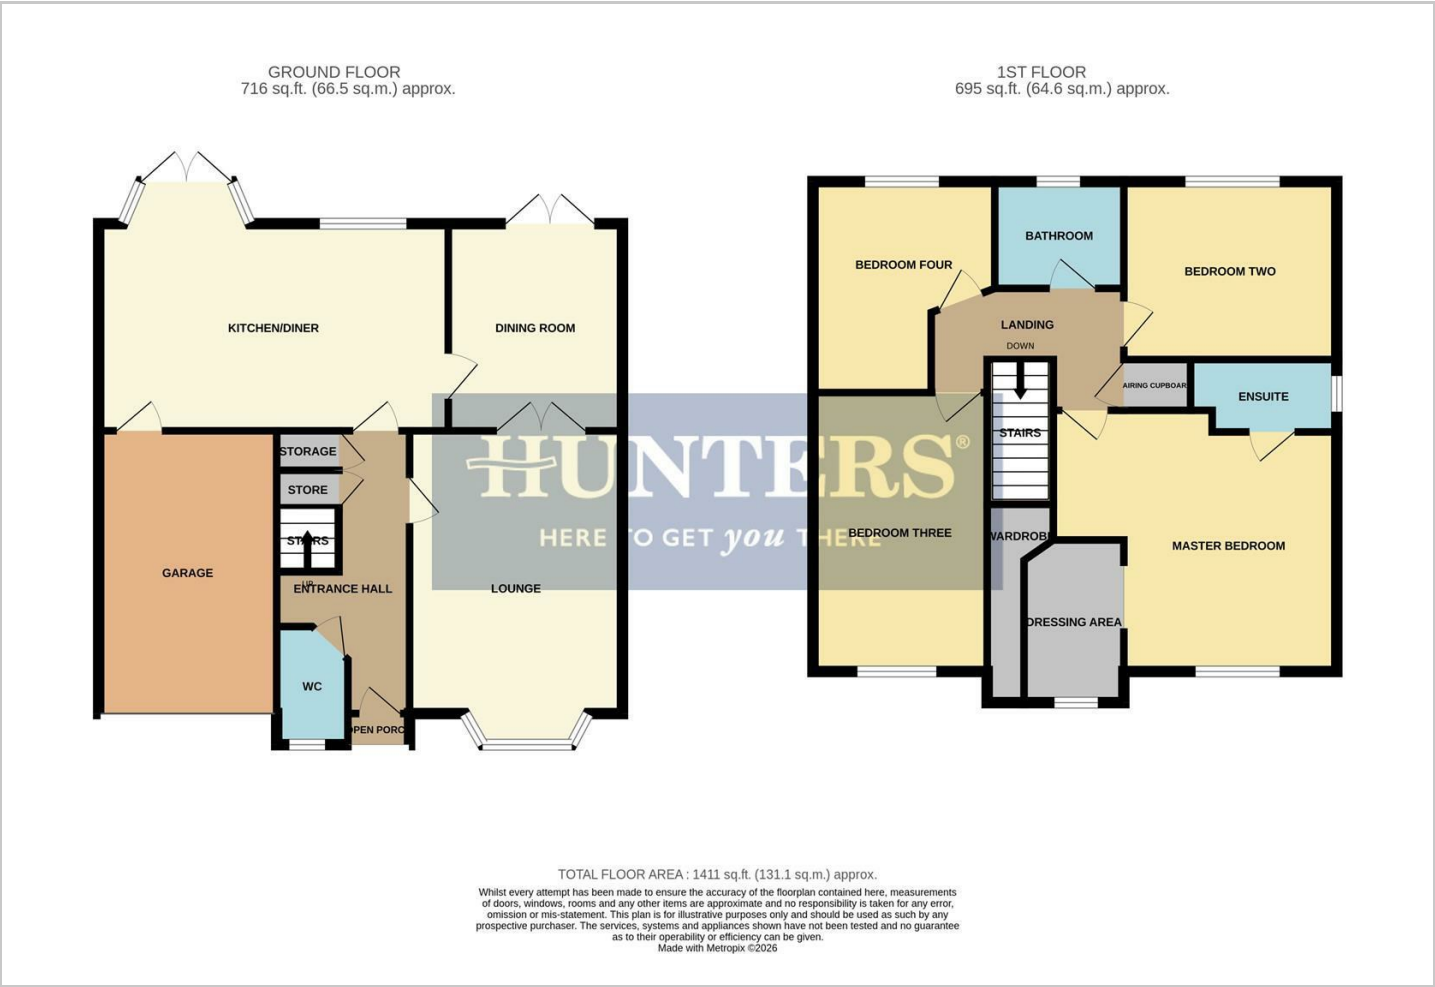 GROUND FLOOR
716 sq.ft. (66.5 sq.m.) approx.
1ST FLOOR
695 sq.ft. (64.6 sq.m.) approx.
KITCHEN/DINER
DINING ROOM
STORAGE
STORE
STAIRS
UP
GARAGE
ENTRANCE HALL
LOUNGE
WC
OPEN PORC
BEDROOM FOUR
BATHROOM
BEDROOM TWO
LANDING
DOWN
AIRING CUPBOAR
ENSUITE
STAIRS
BEDROOM THREE
WARDROBE
MASTER BEDROOM
DRESSING AREA
HUNTERS®
HERE TO GET you THERE
TOTAL FLOOR AREA : 1411 sq.ft. (131.1 sq.m.) approx.
Whilst every attempt has been made to ensure the accuracy of the floorplan contained here, measurements
of doors, windows, rooms and any other items are approximate and no responsibility is taken for any error,
omission or mis-statement. This plan is for illustrative purposes only and should be used as such by any
prospective purchaser. The services, systems and appliances shown have not been tested and no guarantee
as to their operability or efficiency can be given.
Made with Metropix ©2026